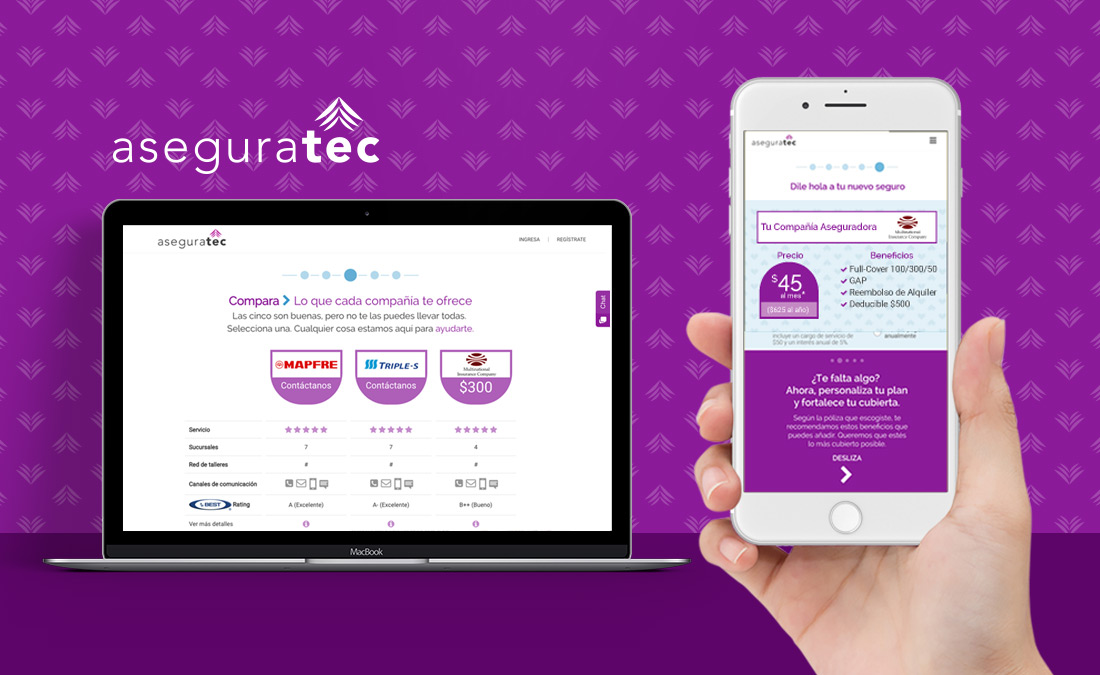 aseguratec
aseguratec
INGRESA | REGÍSTRATE
Compara > Lo que cada compañía te ofrece
Las cinco son buenas, pero no te las puedes llevar todas.
Selecciona una. Cualquier cosa estamos aquí para ayudarte.
Chat
MAPFRE
TRIPLE-S
Multinational
Insurance Company
Contáctanos
Contáctanos
$300
Servicio
Sucursales 7 7 4
Red de talleres # # #
Canales de comunicación
BEST Rating A (Excelente) A- (Excelente) B++ (Bueno)
Ver más detalles
MacBook
aseguratec
Dile hola a tu nuevo seguro
Tu Compañía Aseguradora
Multinational
Insurance Company
Precio
$45
al mes*
($625 al año)
Beneficios
Full-Cover 100/300/50
GAP
Reembolso de Alquiler
Deducible $500
incluye un cargo de servicio de
$50 y un interés anual de 5%.
anualmente
¿Te falta algo?
Ahora, personaliza tu plan
y fortalece tu cubierta.
Según la póliza que escogiste, te
recomendamos estos beneficios que
puedes añadir. Queremos que estés
lo más cubierto posible.
DESLIZA